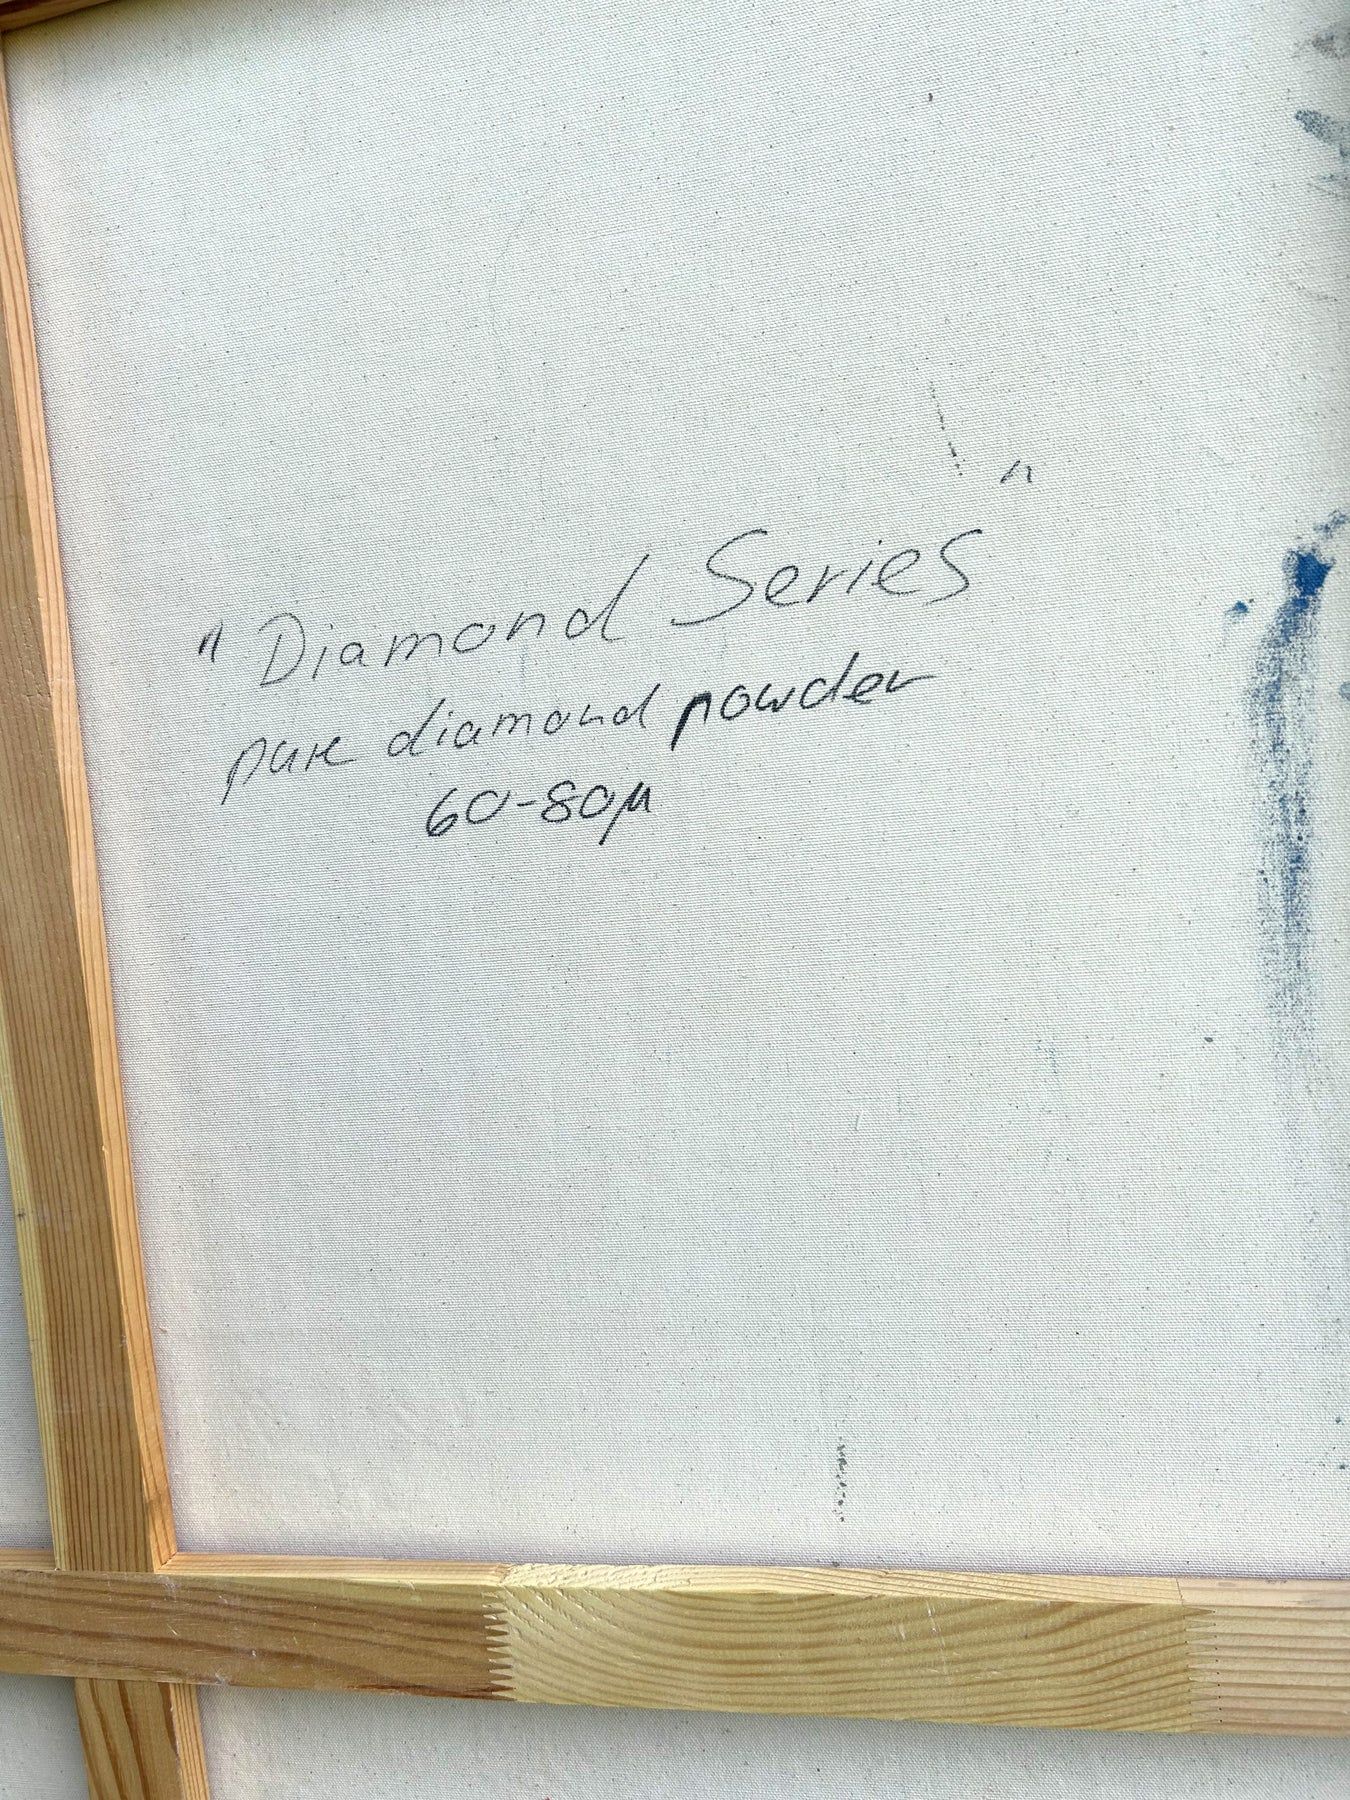 "Diamond Series"
pure diamond powder
60-80µ